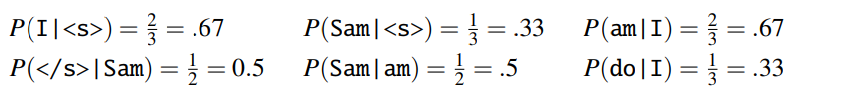 P(I|<s>) = 2/3 = .67 P(Sam|<s>) = 1/3 = .33 P(am|I) = 2/3 = .67
P(</s>|Sam) = 1/2 = 0.5 P(Sam|am) = 1/2 = .5 P(do|I) = 1/3 = .33